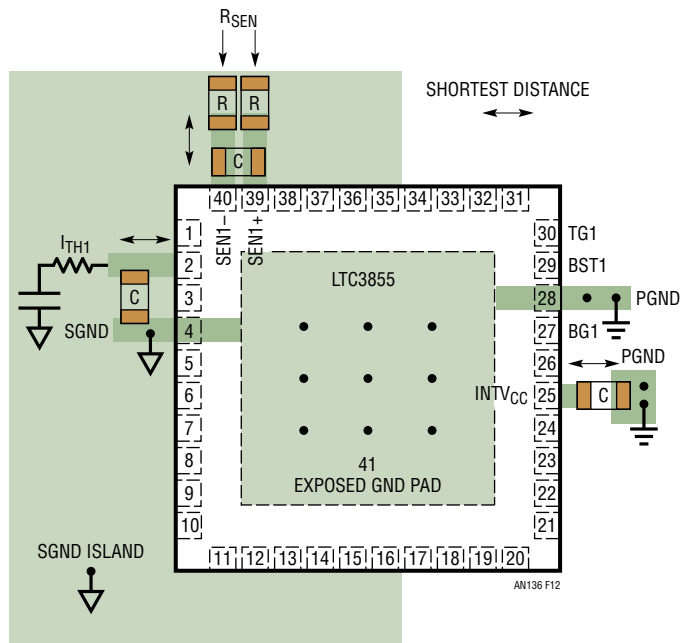 RSEN
R R
SHORTEST DISTANCE
C
40 39 38 37 36 35 34 33 32 31
SEN1–
SEN1+
1
2
3
4
5
6
7
8
9
10
ITH1
C
SGND
LTC3855
30 TG1
29 BST1
28 PGND
27 BG1
26
PGND
INTVCC 25 C
24
23
22
21
41
EXPOSED GND PAD
SGND ISLAND
11 12 13 14 15 16 17 18 19 20
AN136 F12